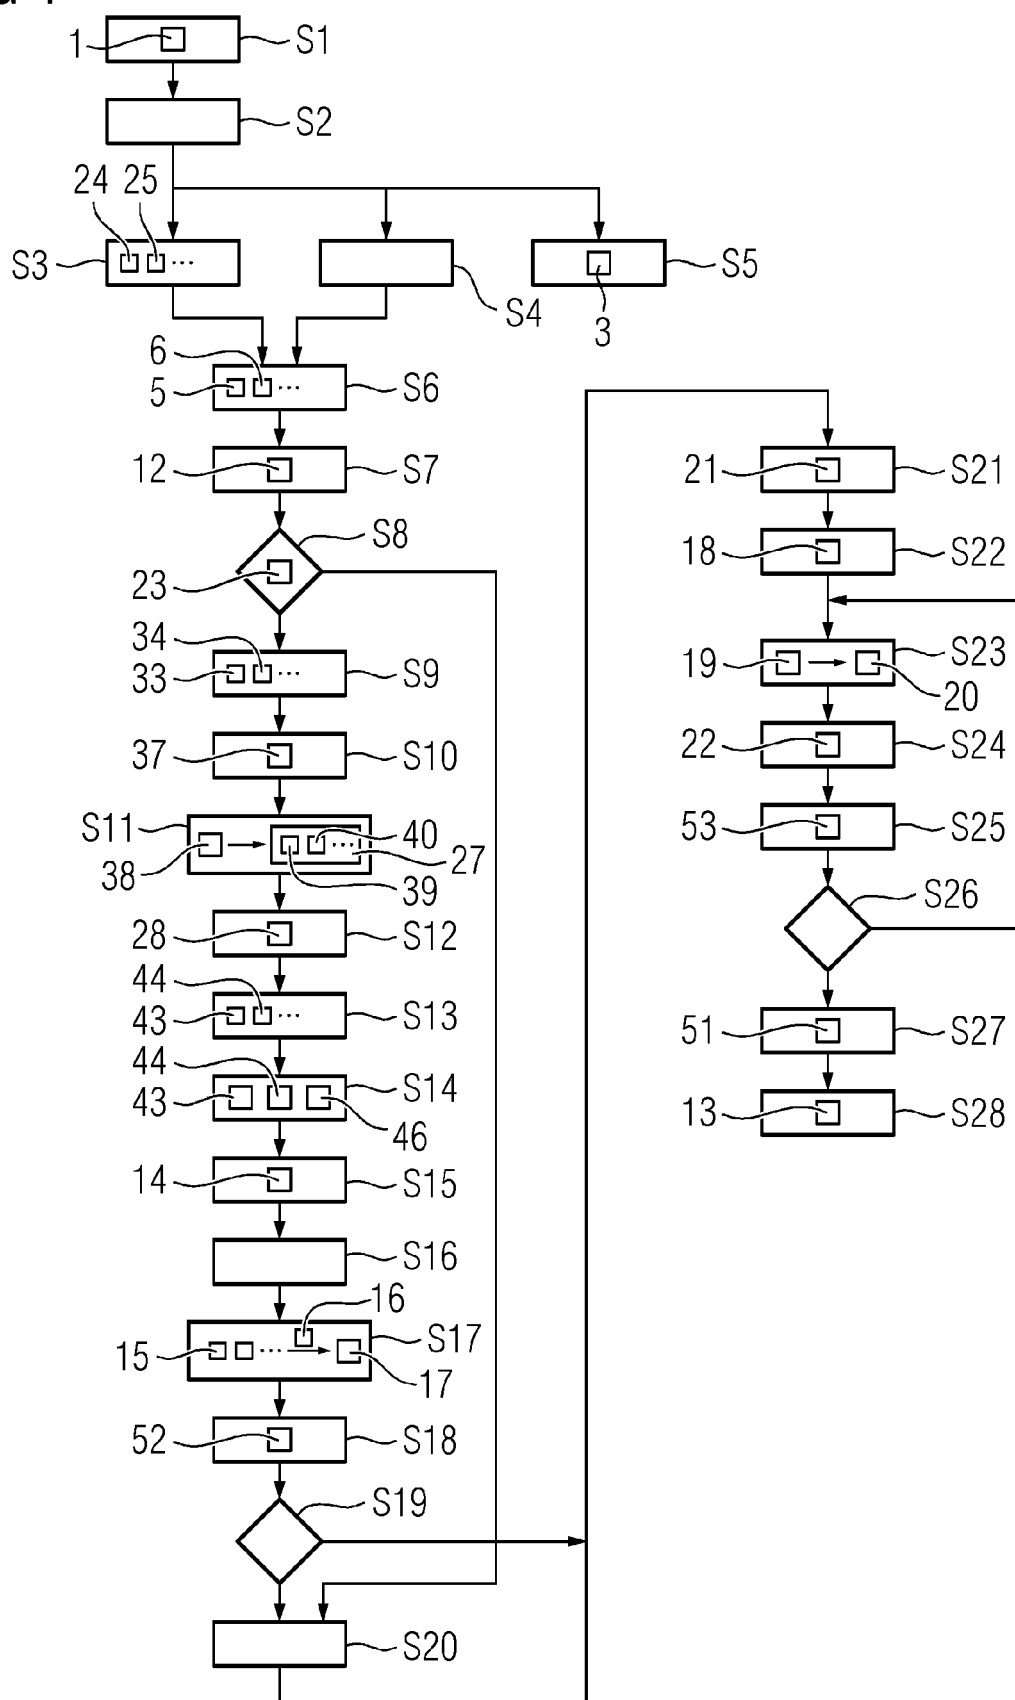 1 S1
S2
24 25
S3 ... S5
S4
3
6
5 ... S6
12 S7 21 S21
S8
23 18 S22
34
33 ... S9 19 S23
20
37 S10 22 S24
S11 40 53 S25
... 27
38 39
S26
28 S12
44
43 ... S13 51 S27
44
43 S14 13 S28
46
14 S15
S16
16
15 ... S17
17
52 S18
S19
S20